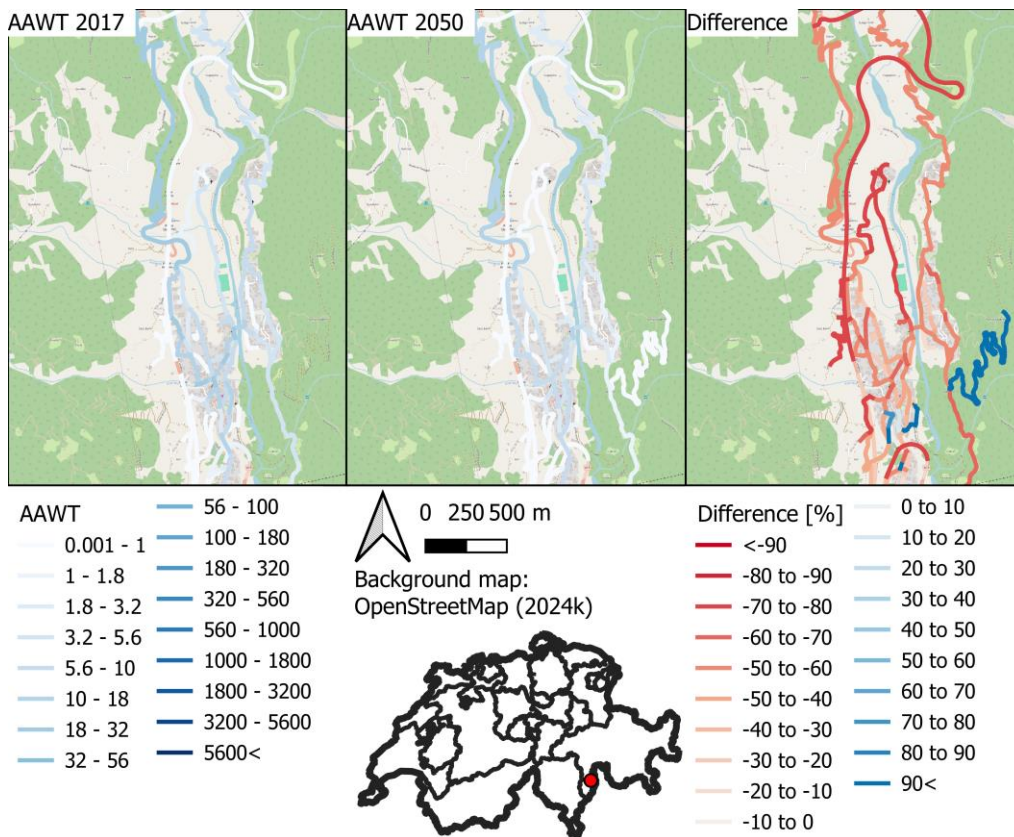 AAWT 2017
AAWT 2050
Difference
AAWT
0.001 - 1
1 - 1.8
1.8 - 3.2
3.2 - 5.6
5.6 - 10
10 - 18
18 - 32
32 - 56
56 - 100
100 - 180
180 - 320
320 - 560
560 - 1000
1000 - 1800
1800 - 3200
3200 - 5600
5600<
0 250 500 m
Background map:
OpenStreetMap (2024k)
Difference [%]
<-90
-80 to -90
-70 to -80
-60 to -70
-50 to -60
-50 to -40
-40 to -30
-30 to -20
-20 to -10
-10 to 0
0 to 10
10 to 20
20 to 30
30 to 40
40 to 50
50 to 60
60 to 70
70 to 80
80 to 90
90<